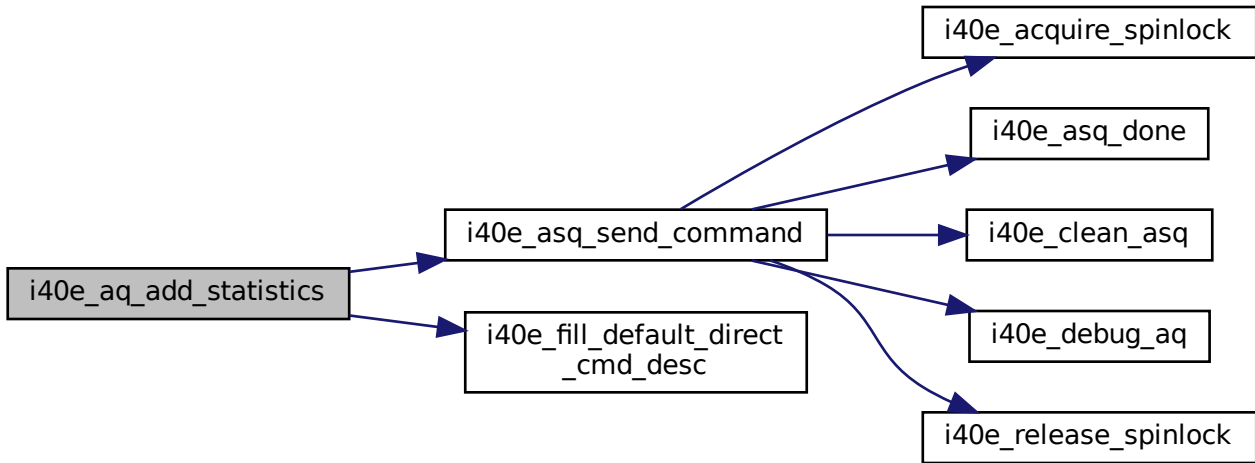 i40e_acquire_spinlock
i40e_asq_done
i40e_asq_send_command
i40e_clean_asq
i40e_aq_add_statistics
i40e_fill_default_direct
_cmd_desc
i40e_debug_aq
i40e_release_spinlock